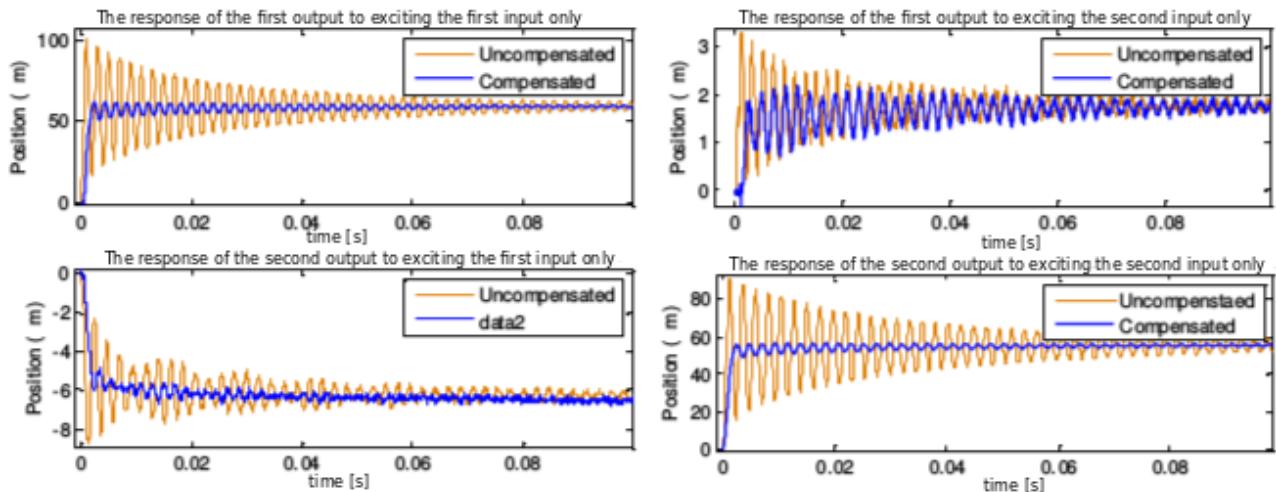 The response of the first output to exciting the first input only
Position ( m)
100
50
0
Uncompensated
Compensated
0
0.02
0.04
0.06
0.08
time [s]
The response of the first output to exciting the second input only
Position ( m)
3
2
1
0
Uncompensated
Compensated
0
0.02
0.04
0.06
0.08
time [s]
The response of the second output to exciting the first input only
Position ( m)
0
-2
-4
-6
-8
Uncompensated
data2
0
0.02
0.04
0.06
0.08
time [s]
The response of the second output to exciting the second input only
Position ( m)
80
60
40
20
0
Uncompenstaed
Compensated
0
0.02
0.04
0.06
0.08
time [s]